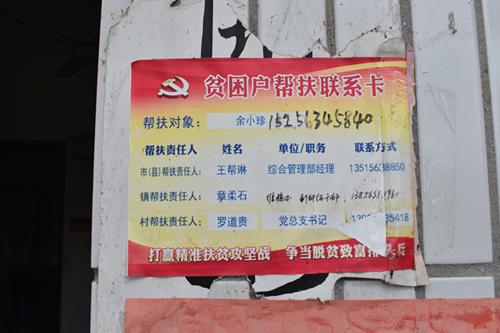 贫困户帮扶联系卡
帮扶对象： 余小珍 15256345840
帮扶责任人 姓名 单位/职务 联系方式
市(县)帮扶责任人： 王帮琳 综合管理部经理 13515638850
镇帮扶责任人： 章柔石
村帮扶责任人： 罗道贵 党总支书记 5418
打赢精准扶贫攻坚战 争当脱贫致富排头兵